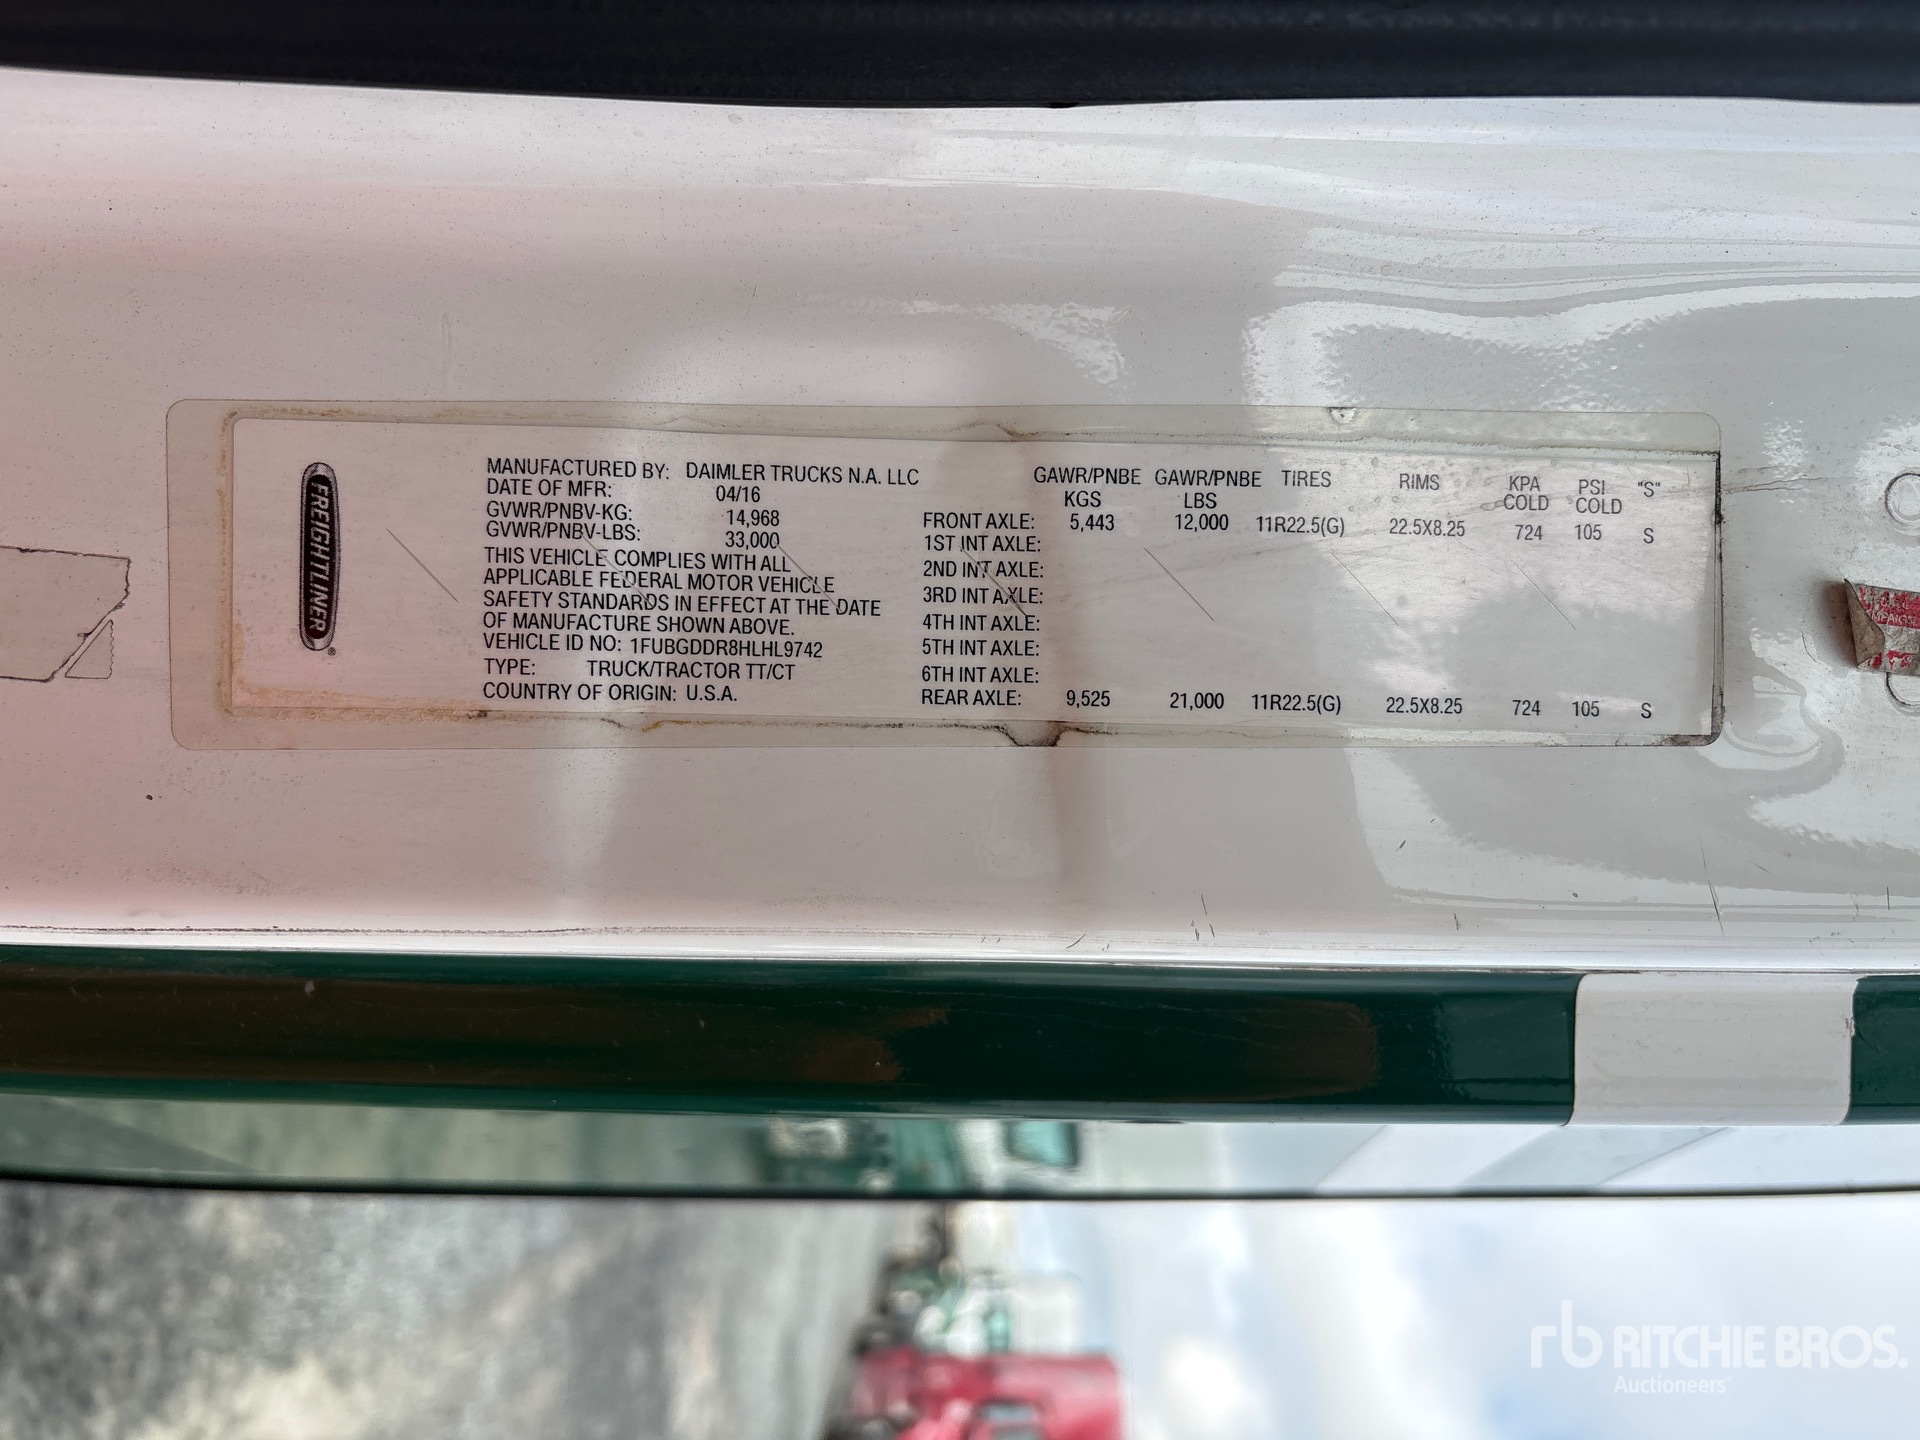 FREIGHTLINER
®
MANUFACTURED BY: DAIMLER TRUCKS N.A. LLC
DATE OF MFR: 04/16
GVWR/PNBV-KG: 14,968
GVWR/PNBV-LBS: 33,000
THIS VEHICLE COMPLIES WITH ALL
APPLICABLE FEDERAL MOTOR VEHICLE
SAFETY STANDARDS IN EFFECT AT THE DATE
OF MANUFACTURE SHOWN ABOVE.
VEHICLE ID NO: 1FUBGDDR8HLHL9742
TYPE: TRUCK/TRACTOR TT/CT
COUNTRY OF ORIGIN: U.S.A.
GAWR/PNBE KGS GAWR/PNBE LBS TIRES RIMS KPA COLD PSI COLD "S"
FRONT AXLE: 5,443 12,000 11R22.5(G) 22.5X8.25 724 105 S
1ST INT AXLE:
2ND INT AXLE:
3RD INT AXLE:
4TH INT AXLE:
5TH INT AXLE:
6TH INT AXLE:
REAR AXLE: 9,525 21,000 11R22.5(G) 22.5X8.25 724 105 S
rb RITCHIE BROS.
Auctioneers